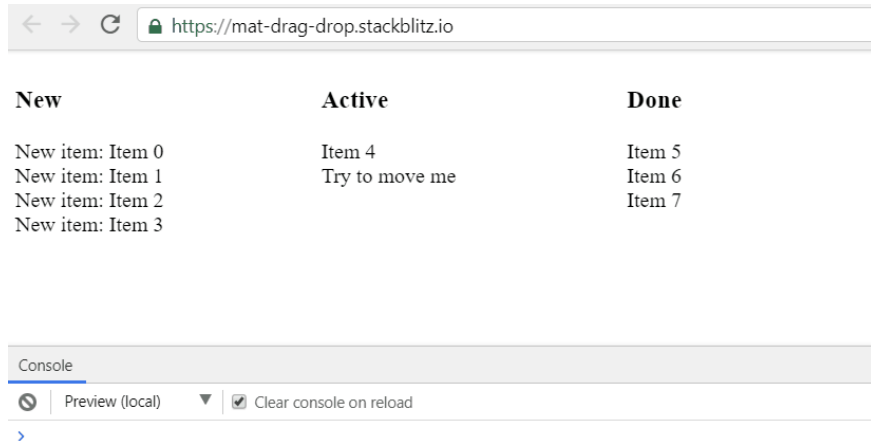 https://mat-drag-drop.stackblitz.io
New
New item: Item 0
New item: Item 1
New item: Item 2
New item: Item 3
Active
Item 4
Try to move me
Done
Item 5
Item 6
Item 7
Console
Preview (local)
Clear console on reload